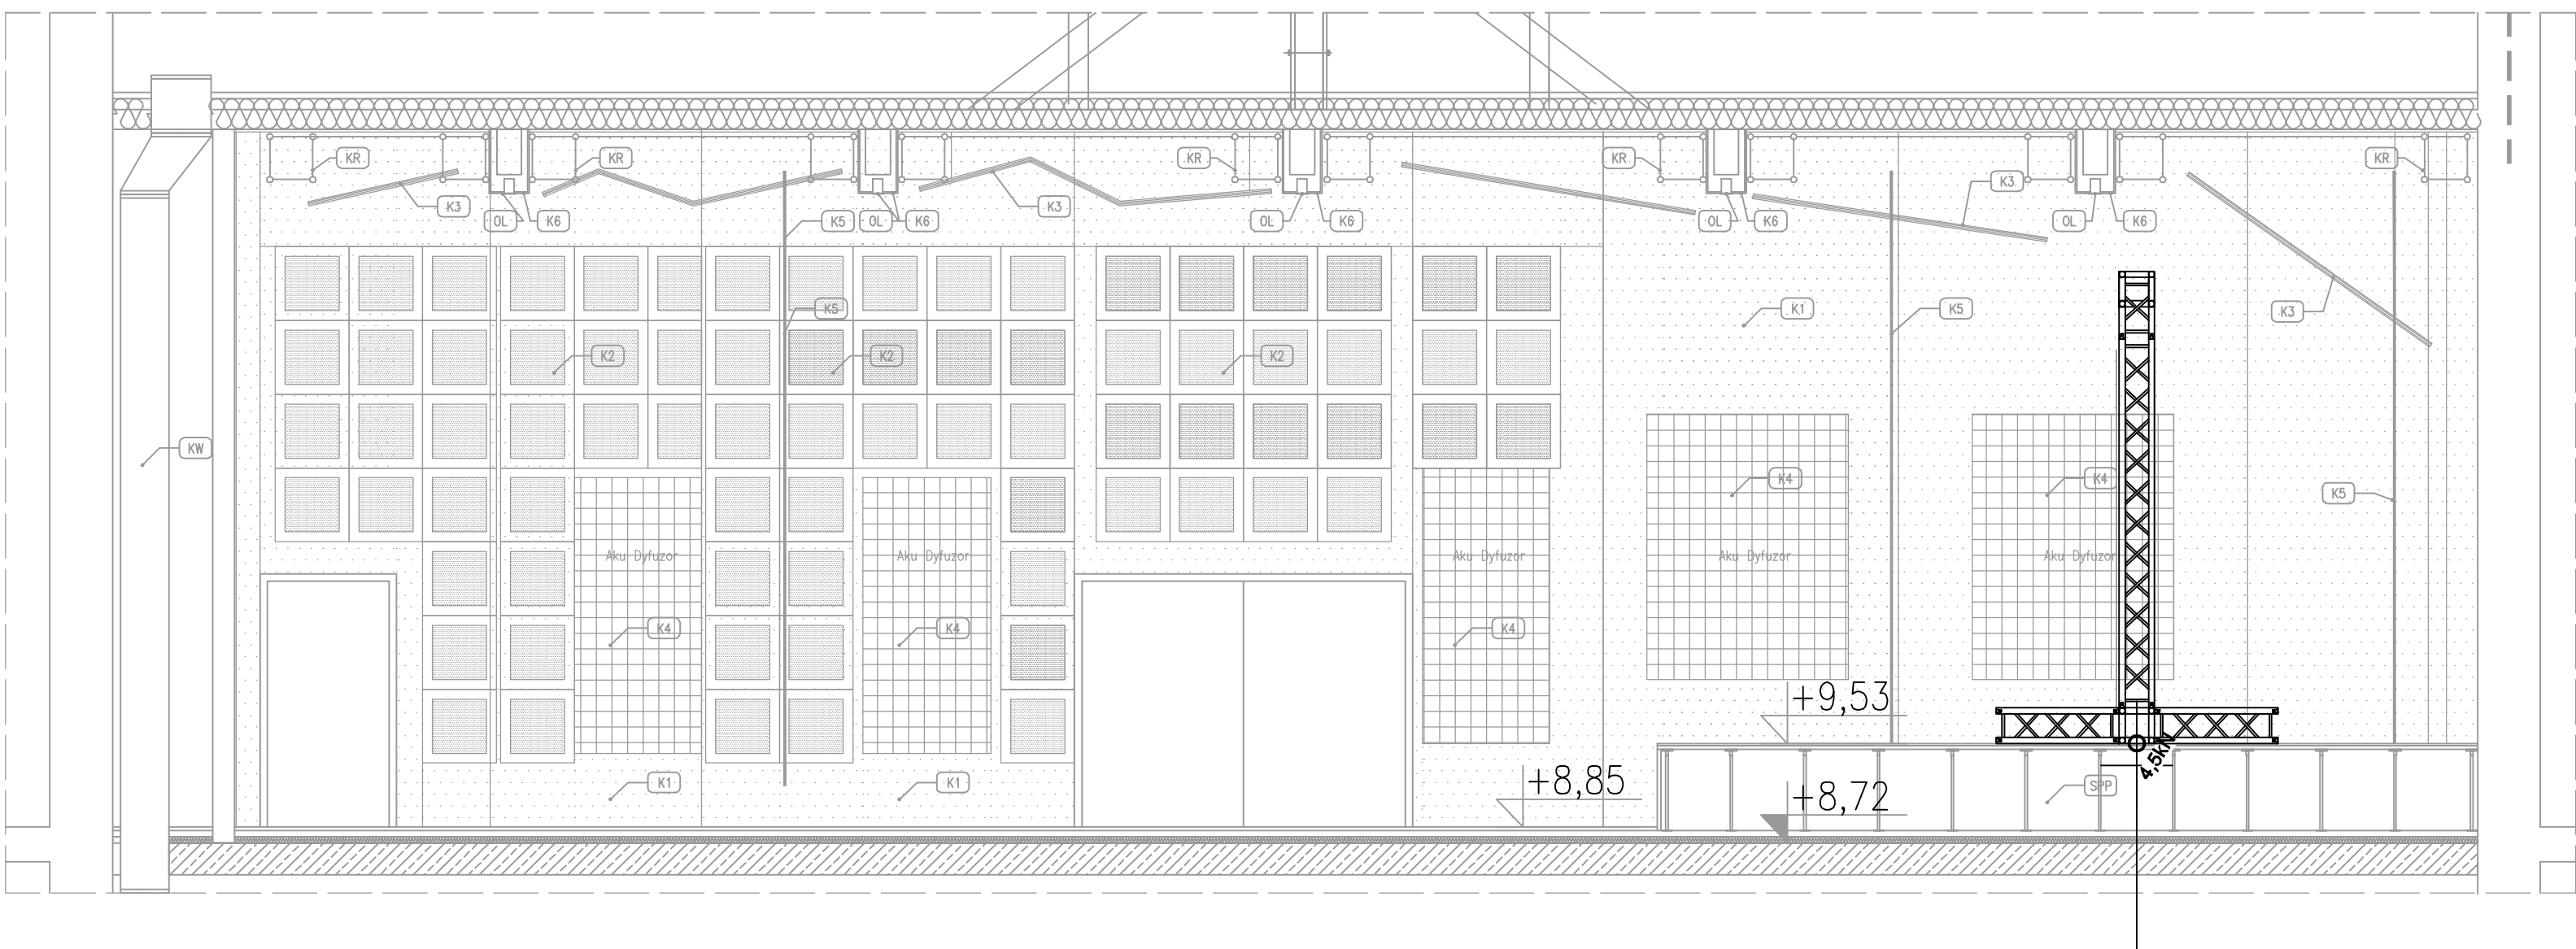 KR
KR
KR
KR
KR
K3
OL
K6
K5
OL
K6
K3
OL
K6
OL
K6
K3
OL
K6
K5
K1
K5
K3
K2
K2
K2
KW
K4
K4
K5
Aku Dyfuzor
Aku Dyfuzor
Aku Dyfuzor
Aku Dyfuzor
Aku Dyfuzor
K4
K4
K4
+9,53
4,5kN
K1
K1
+8,85
+8,72
SPP